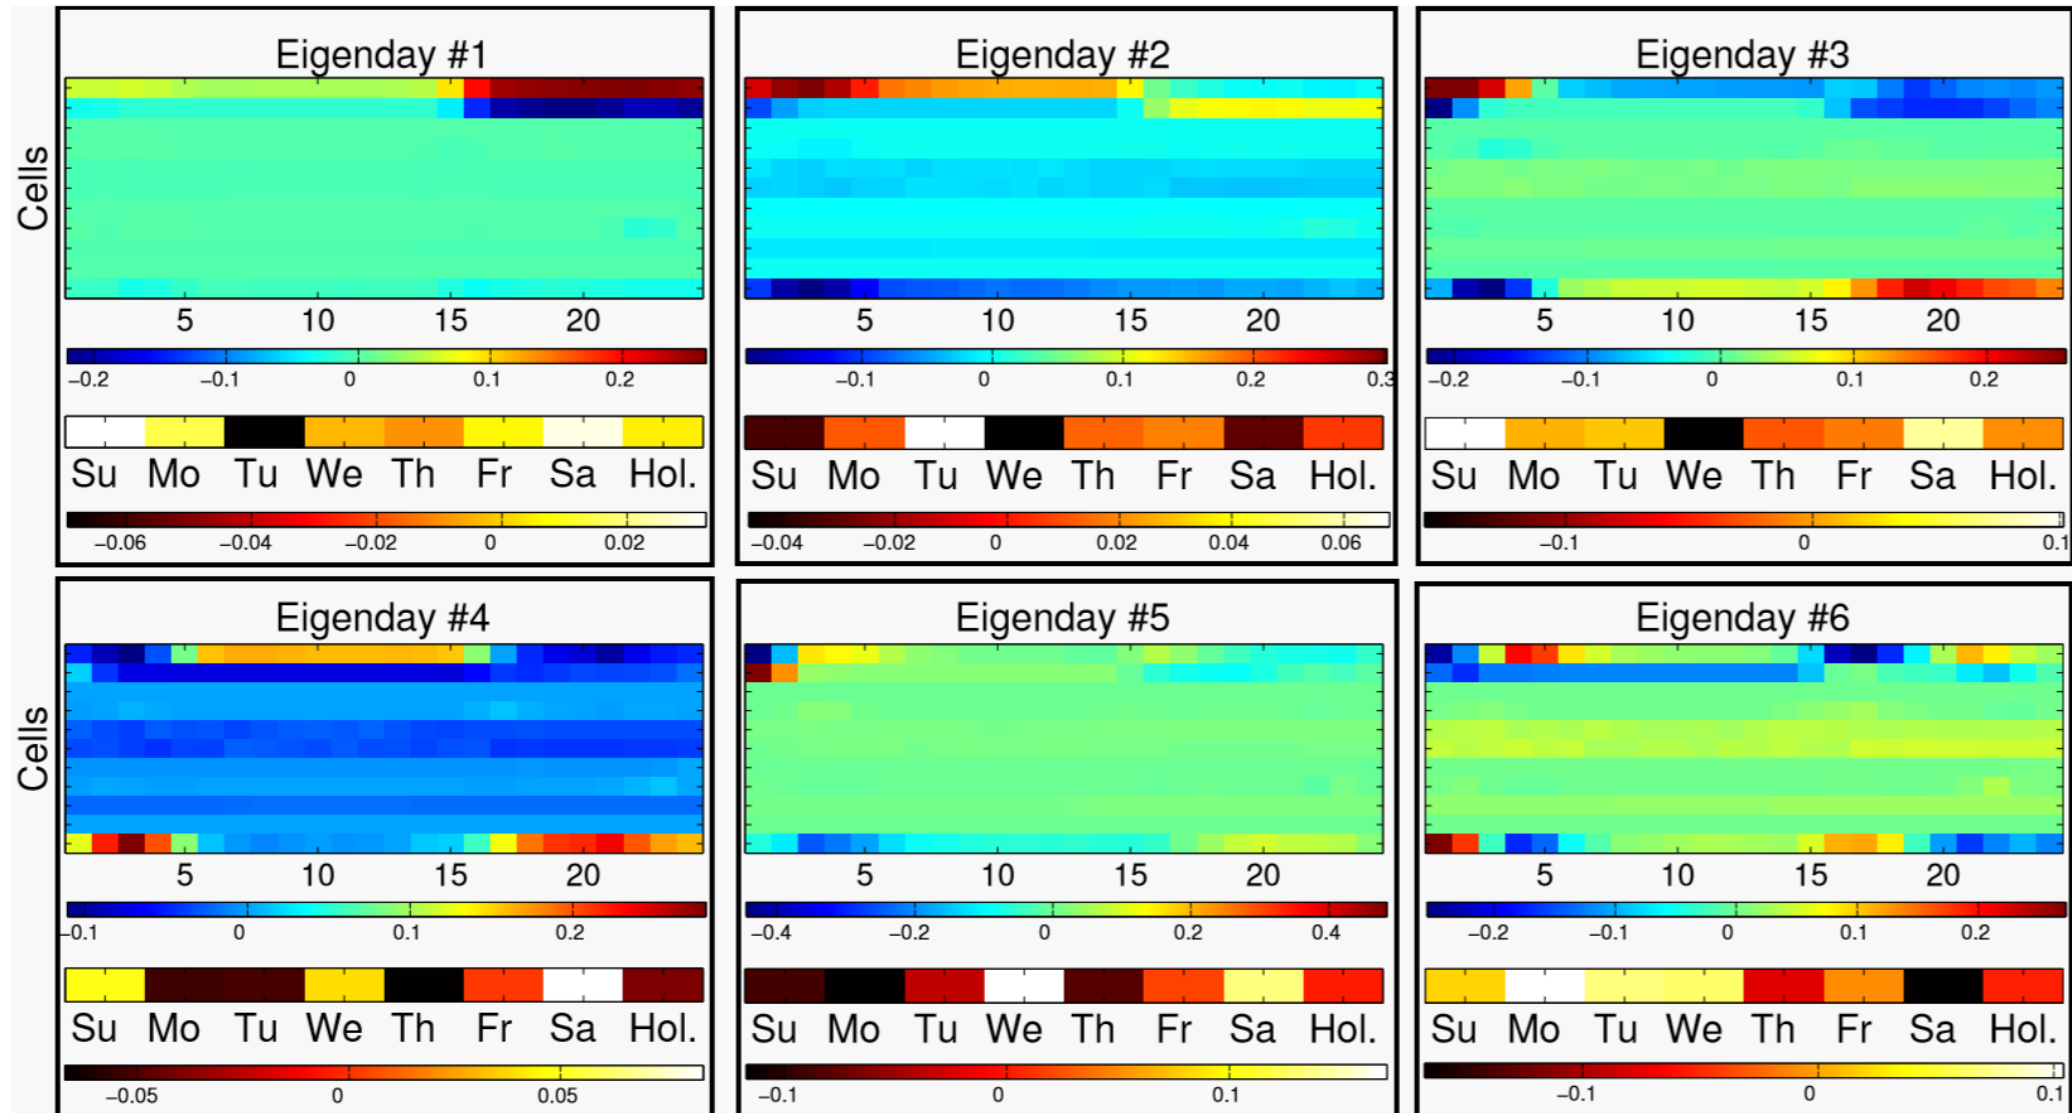 Eigenday #1 Eigenday #2 Eigenday #3
Cells
5 10 15 20 5 10 15 20 5 10 15 20
−0.2 −0.1 0 0.1 0.2 −0.1 0 0.1 0.2 0.3 −0.2 −0.1 0 0.1 0.2
Su Mo Tu We Th Fr Sa Hol. Su Mo Tu We Th Fr Sa Hol. Su Mo Tu We Th Fr Sa Hol.
−0.06 −0.04 −0.02 0 0.02 −0.04 −0.02 0 0.02 0.04 0.06 −0.1 0 0.1
Eigenday #4 Eigenday #5 Eigenday #6
Cells
5 10 15 20 5 10 15 20 5 10 15 20
−0.1 0 0.1 0.2 −0.4 −0.2 0 0.2 0.4 −0.2 −0.1 0 0.1 0.2
Su Mo Tu We Th Fr Sa Hol. Su Mo Tu We Th Fr Sa Hol. Su Mo Tu We Th Fr Sa Hol.
−0.05 0 0.05 −0.1 0 0.1 −0.1 0 0.1